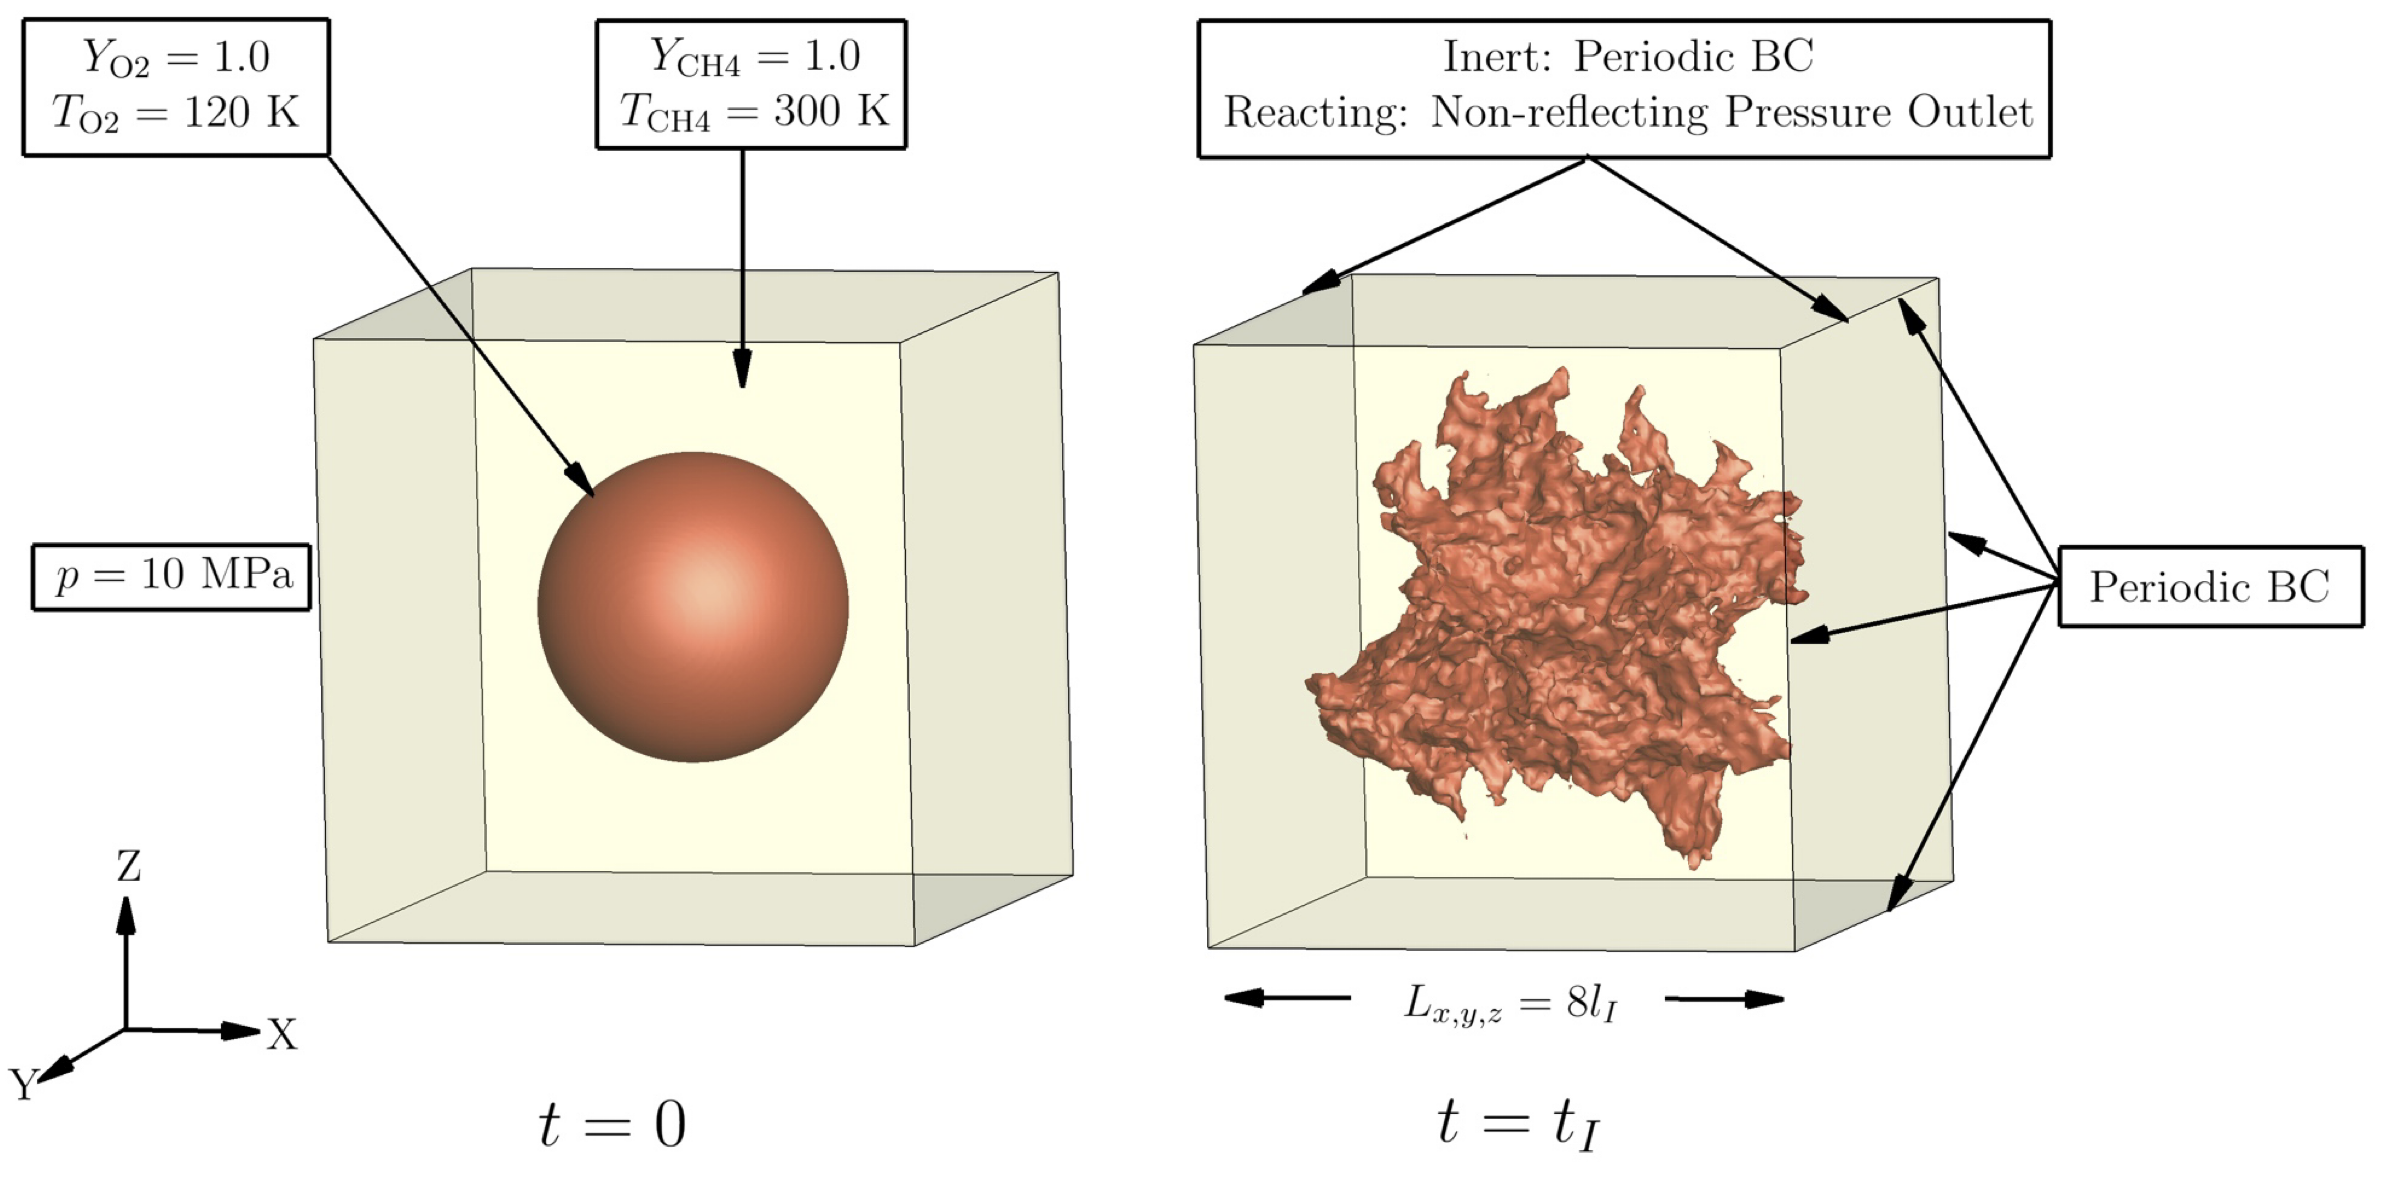 Y_O2 = 1.0
T_O2 = 120 K
Y_CH4 = 1.0
T_CH4 = 300 K
Inert: Periodic BC
Reacting: Non-reflecting Pressure Outlet
p = 10 MPa
Periodic BC
Z
X
Y
L_x,y,z = 8l_I
t = 0
t = t_I